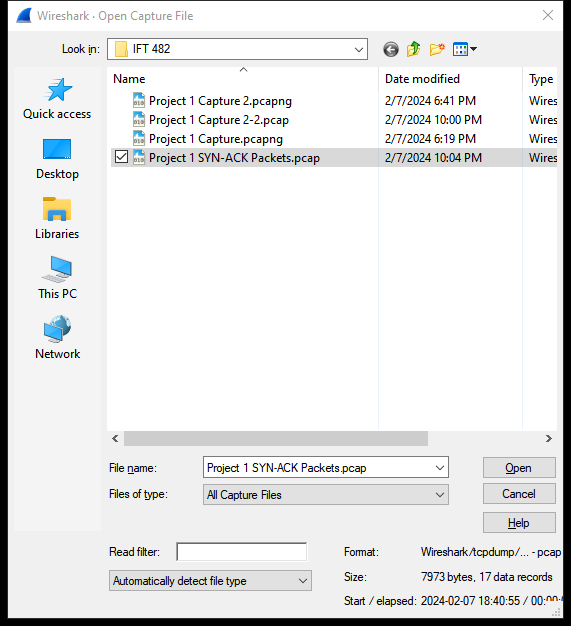 Wireshark · Open Capture File
Look in: IFT 482
Name Date modified Type
Project 1 Capture 2.pcapng 2/7/2024 6:41 PM Wires
Project 1 Capture 2-2.pcap 2/7/2024 10:00 PM Wires
Project 1 Capture.pcapng 2/7/2024 6:19 PM Wires
Project 1 SYN-ACK Packets.pcap 2/7/2024 10:04 PM Wires
Quick access
Desktop
Libraries
This PC
Network
File name: Project 1 SYN-ACK Packets.pcap Open
Files of type: All Capture Files Cancel
Help
Read filter: Format: Wireshark/tcpdump/... - pcap
Automatically detect file type Size: 7973 bytes, 17 data records
Start / elapsed: 2024-02-07 18:40:55 / 00:00: